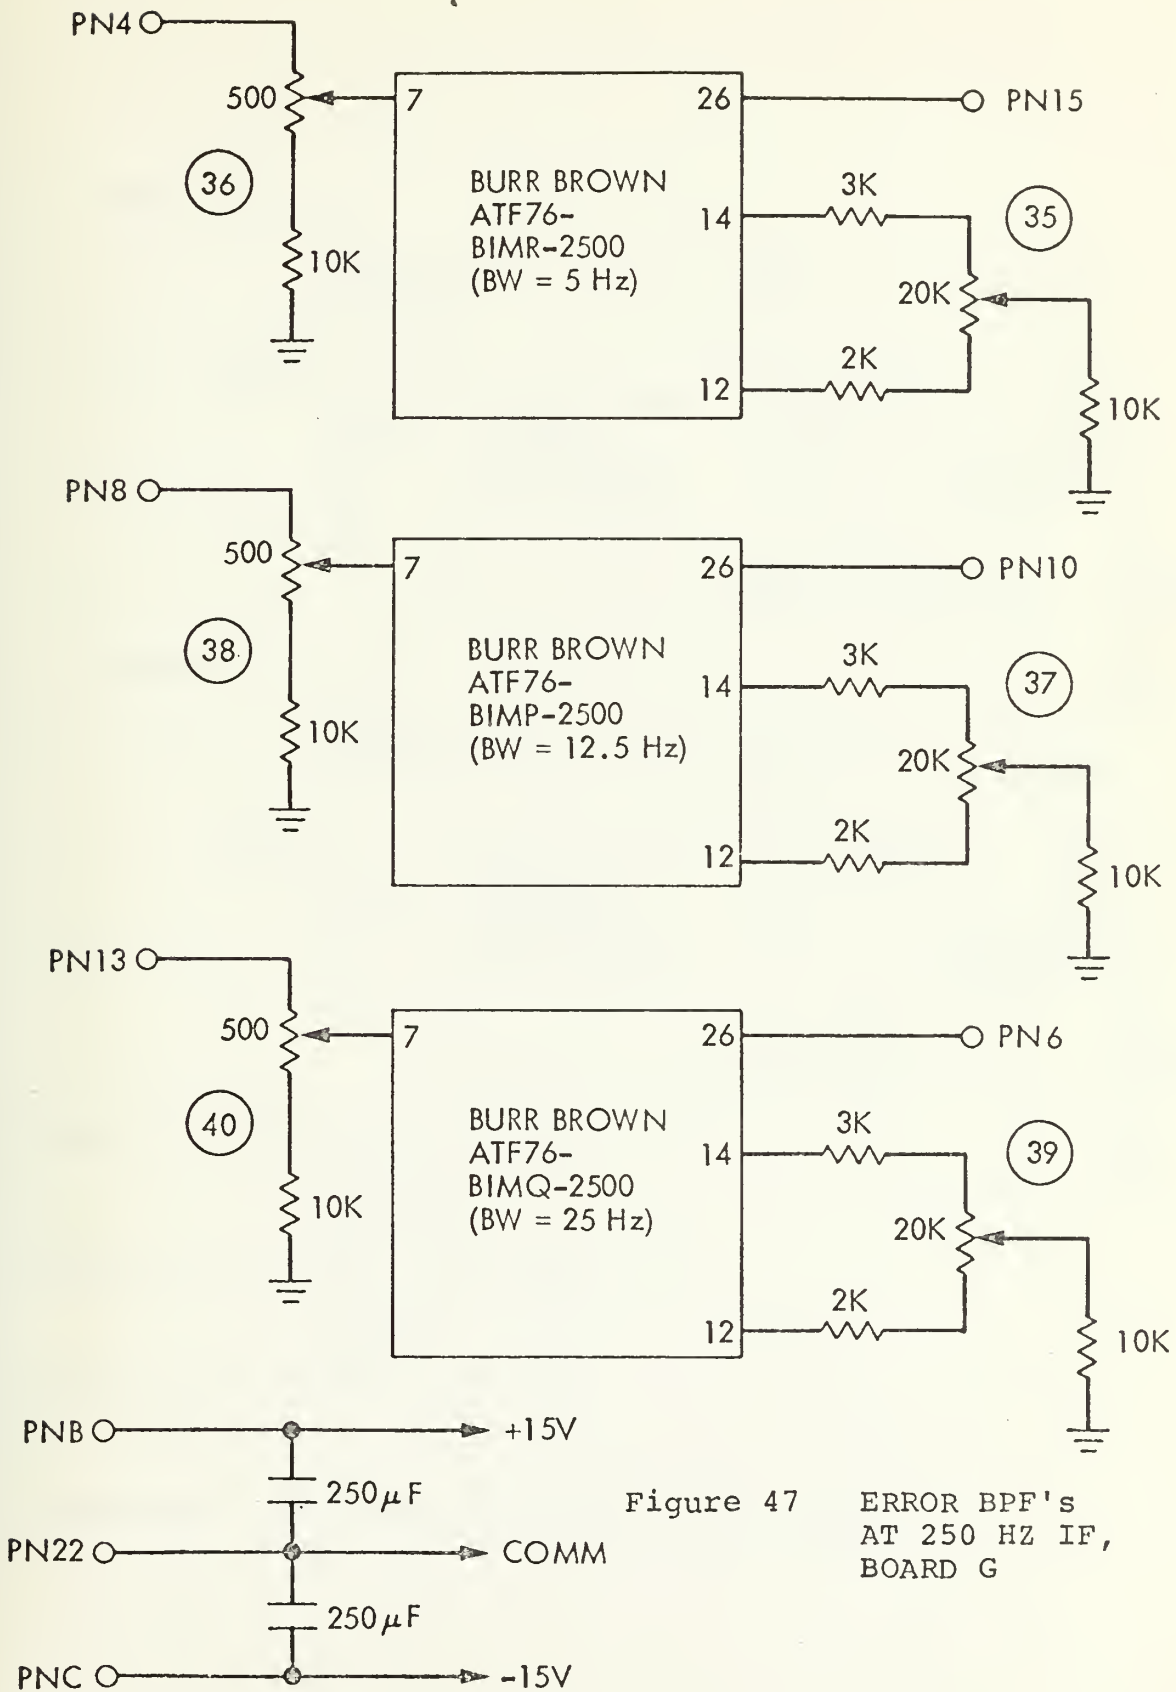 PN4
500
7
26
PN15
36
BURR BROWN
ATF76-
BIMR-2500
(BW = 5 Hz)
14
3K
35
10K
20K
12
2K
10K
PN8
500
7
26
PN10
38
BURR BROWN
ATF76-
BIMP-2500
(BW = 12.5 Hz)
14
3K
37
10K
20K
12
2K
10K
PN13
500
7
26
PN6
40
BURR BROWN
ATF76-
BIMQ-2500
(BW = 25 Hz)
14
3K
39
10K
20K
12
2K
10K
PNB
+15V
250μF
PN22
COMM
250μF
PNC
-15V
Figure 47 ERROR BPF's
AT 250 HZ IF,
BOARD G